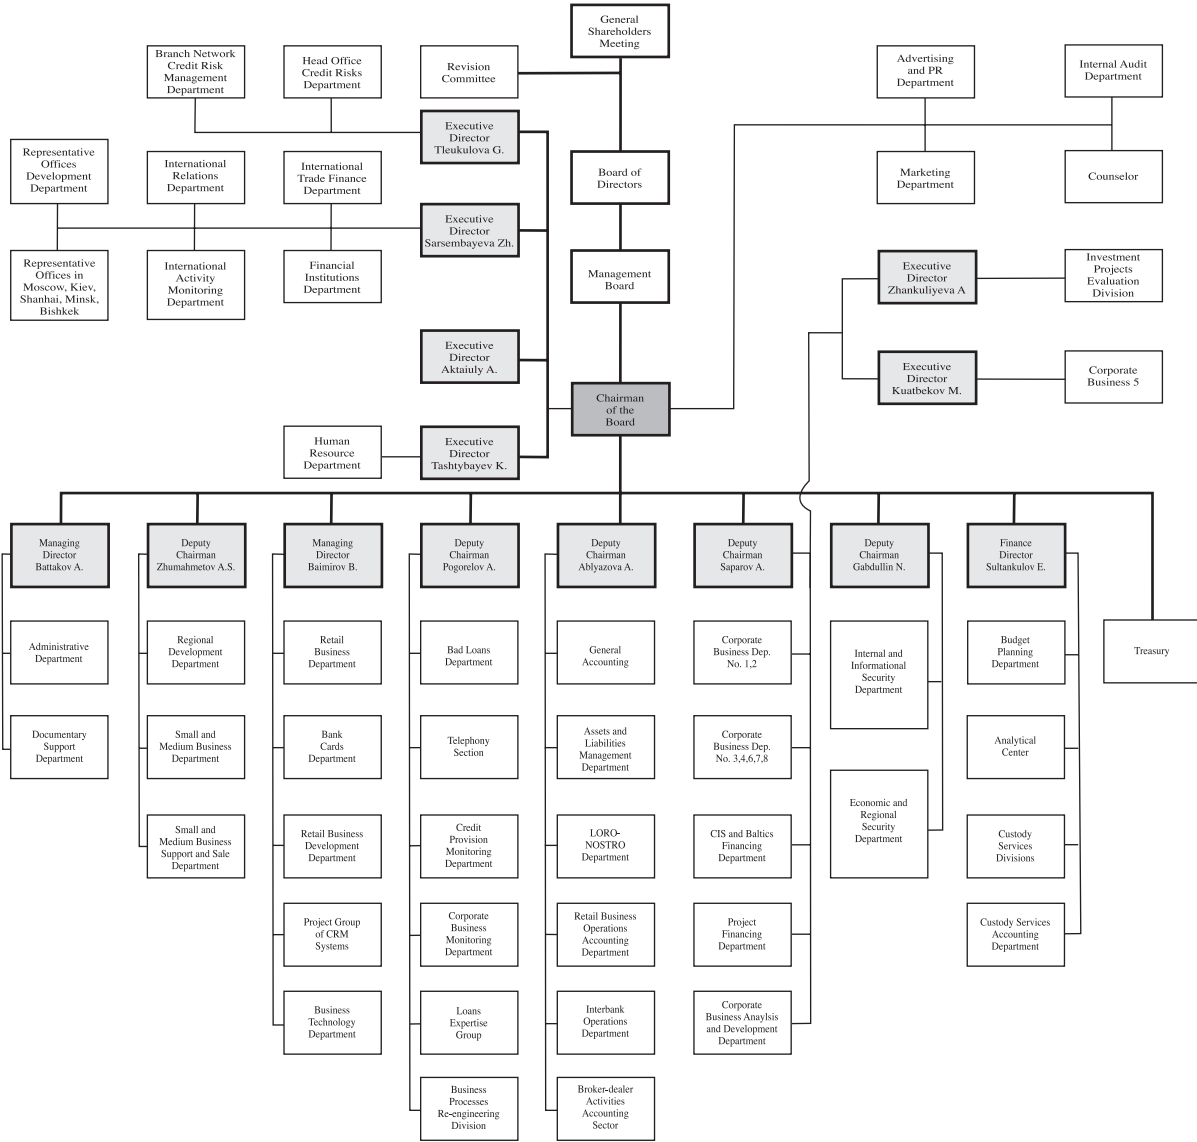 General
Shareholders
Meeting
Branch Network
Credit Risk
Management
Department
Head Office
Credit Risks
Department
Revision
Committee
Advertising
and PR
Department
Internal Audit
Department
Executive
Director
Tleukulova G.
Representative
Offices
Development
Department
International
Relations
Department
International
Trade Finance
Department
Board of
Directors
Marketing
Department
Counselor
Executive
Director
Sarsembayeva Zh.
Representative
Offices in
Moscow, Kiev,
Shanhai, Minsk,
Bishkek
International
Activity
Monitoring
Department
Financial
Institutions
Department
Management
Board
Executive
Director
Zhankuliyeva A
Investment
Projects
Evaluation
Division
Executive
Director
Aktaiuly A.
Executive
Director
Kuatbekov M.
Corporate
Business 5
Chairman
of the
Board
Human
Resource
Department
Executive
Director
Tashtybayev K.
Managing
Director
Battakov A.
Deputy
Chairman
Zhumahmetov A.S.
Managing
Director
Baimirov B.
Deputy
Chairman
Pogorelov A.
Deputy
Chairman
Ablyazova A.
Deputy
Chairman
Saparov A.
Deputy
Chairman
Gabdullin N.
Finance
Director
Sultankulov E.
Administrative
Department
Regional
Development
Department
Retail
Business
Department
Bad Loans
Department
General
Accounting
Corporate
Business Dep.
No. 1,2
Internal and
Informational
Security
Department
Budget
Planning
Department
Treasury
Documentary
Support
Department
Small and
Medium Business
Department
Bank
Cards
Department
Telephony
Section
Assets and
Liabilities
Management
Department
Corporate
Business Dep.
No. 3,4,6,7,8
Analytical
Center
Small and
Medium Business
Support and Sale
Department
Retail Business
Development
Department
Credit
Provision
Monitoring
Department
LORO-
NOSTRO
Department
CIS and Baltics
Financing
Department
Economic and
Regional
Security
Department
Custody
Services
Divisions
Project Group
of CRM
Systems
Corporate
Business
Monitoring
Department
Retail Business
Operations
Accounting
Department
Project
Financing
Department
Custody Services
Accounting
Department
Business
Technology
Department
Loans
Expertise
Group
Interbank
Operations
Department
Corporate
Business Anaylsis
and Development
Department
Business
Processes
Re-engineering
Division
Broker-dealer
Activities
Accounting
Sector